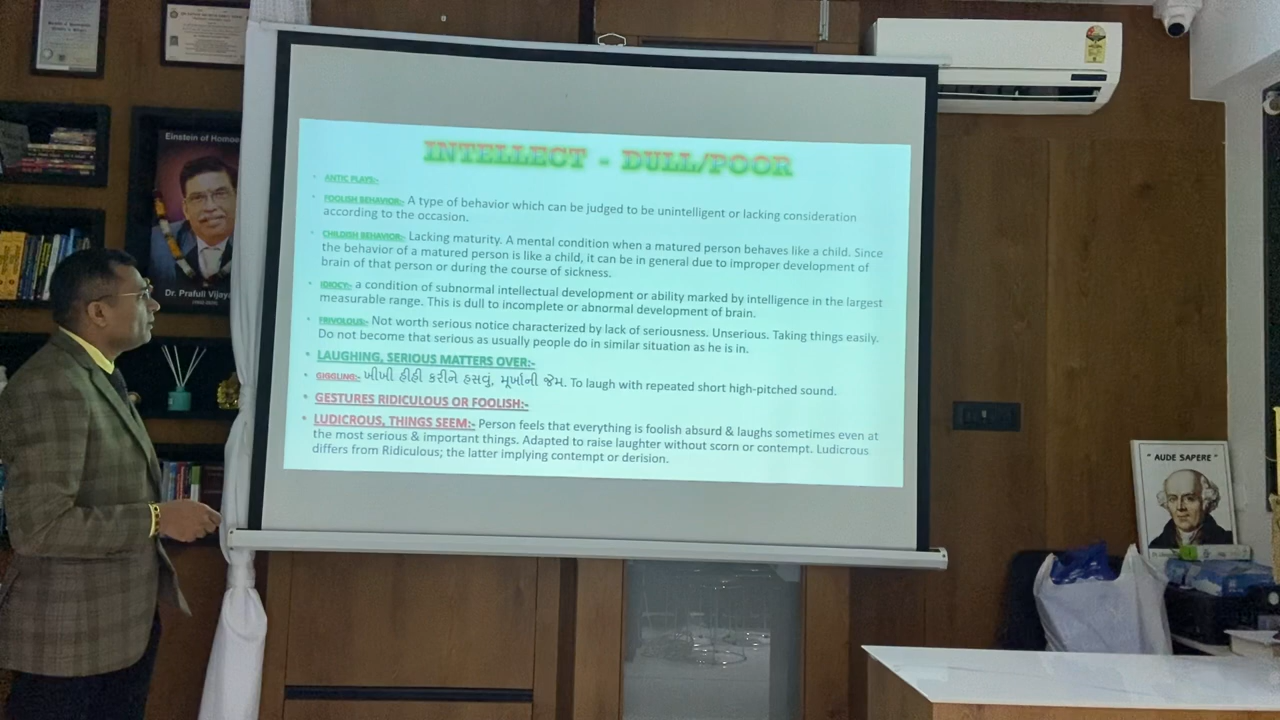 INTELLECT - DULL/POOR
• ANTIC PLAYS:-
• FOOLISH BEHAVIOR:- A type of behavior which can be judged to be unintelligent or lacking consideration
according to the occasion.
• CHILDISH BEHAVIOR:- Lacking maturity. A mental condition when a matured person behaves like a child. Since
the behavior of a matured person is like a child, it can be in general due to improper development of
brain of that person or during the course of sickness.
• IDIOCY:- a condition of subnormal intellectual development or ability marked by intelligence in the largest
measurable range. This is dull to incomplete or abnormal development of brain.
• FRIVOLOUS:- Not worth serious notice characterized by lack of seriousness. Unserious. Taking things easily.
Do not become that serious as usually people do in similar situation as he is in.
• LAUGHING, SERIOUS MATTERS OVER:-
• GIGGLING:- ખીખી હીહી કરીને હસવું, મૂર્ખાની જેમ. To laugh with repeated short high-pitched sound.
• GESTURES RIDICULOUS OR FOOLISH:-
• LUDICROUS, THINGS SEEM:- Person feels that everything is foolish absurd & laughs sometimes even at
the most serious & important things. Adapted to raise laughter without scorn or contempt. Ludicrous
differs from Ridiculous; the latter implying contempt or derision.
Einstein of Homoeo
Dr. Prafull Vijay
" AUDE SAPERE "